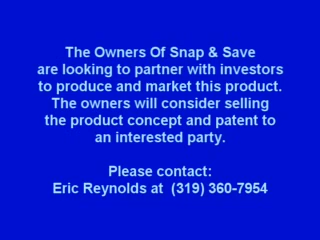 The Owners Of Snap & Save
are looking to partner with investors
to produce and market this product.
The owners will consider selling
the product concept and patent to
an interested party.
Please contact:
Eric Reynolds at (319) 360-7954